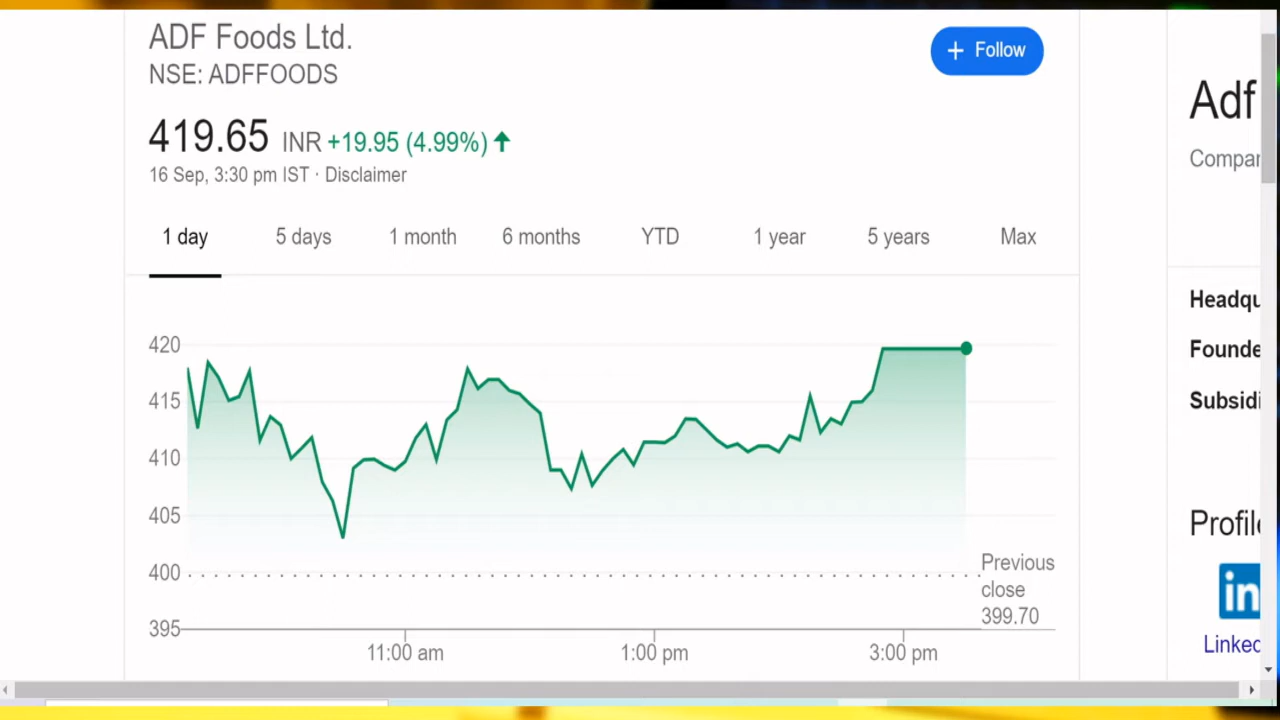 ADF Foods Ltd.
NSE: ADFFOODS
+ Follow
419.65 INR +19.95 (4.99%)
16 Sep, 3:30 pm IST · Disclaimer
1 day 5 days 1 month 6 months YTD 1 year 5 years Max
420
415
410
405
400
395
Previous
close
399.70
11:00 am 1:00 pm 3:00 pm
Adf
Compar
Headqu
Founde
Subsidi
Profile
in
Linked